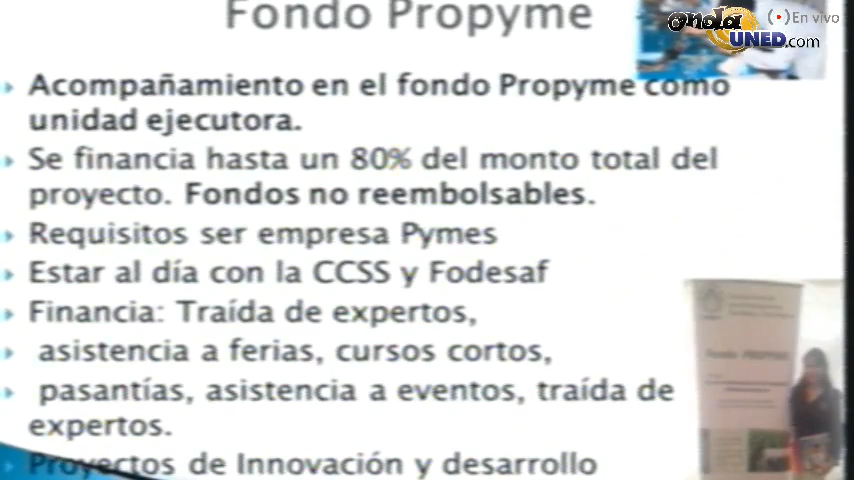 Fondo Propyme
onda
UNED.com
En vivo
Acompañamiento en el fondo Propyme como
unidad ejecutora.
Se financia hasta un 80% del monto total del
proyecto. Fondos no reembolsables.
Requisitos ser empresa Pymes
Estar al día con la CCSS y Fodesaf
Financia: Traída de expertos,
asistencia a ferias, cursos cortos,
pasantías, asistencia a eventos, traída de
expertos.
Proyectos de Innovación y desarrollo
Fondo PROPYME